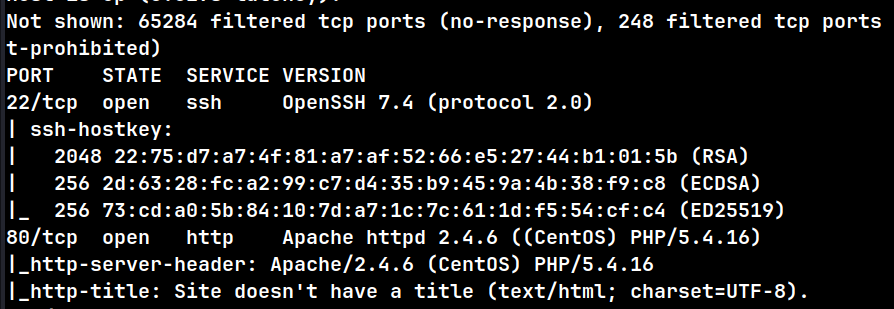 Not shown: 65284 filtered tcp ports (no-response), 248 filtered tcp ports
t-prohibited)
PORT    STATE  SERVICE VERSION
22/tcp  open   ssh     OpenSSH 7.4 (protocol 2.0)
| ssh-hostkey:
|   2048 22:75:d7:a7:4f:81:a7:af:52:66:e5:27:44:b1:01:5b (RSA)
|   256 2d:63:28:fc:a2:99:c7:d4:35:b9:45:9a:4b:38:f9:c8 (ECDSA)
|_  256 73:cd:a0:5b:84:10:7d:a7:1c:7c:61:1d:f5:54:cf:c4 (ED25519)
80/tcp  open   http    Apache httpd 2.4.6 ((CentOS) PHP/5.4.16)
|_http-server-header: Apache/2.4.6 (CentOS) PHP/5.4.16
|_http-title: Site doesn't have a title (text/html; charset=UTF-8).